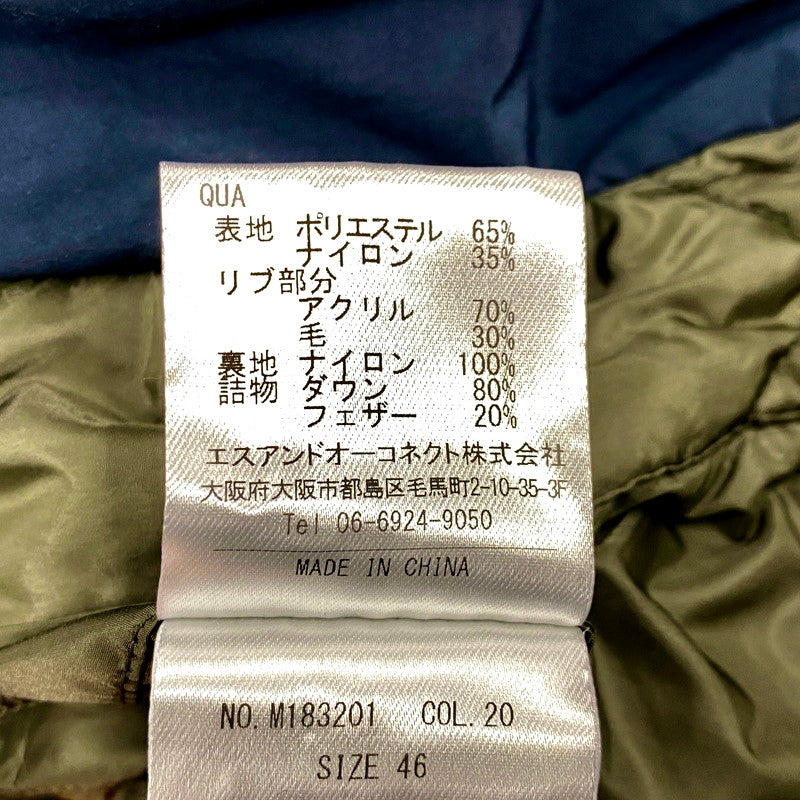 QUA
表地 ポリエステル 65%
ナイロン 35%
リブ部分
アクリル 70%
毛 30%
裏地 ナイロン 100%
詰物 ダウン 80%
フェザー 20%
エスアンドオーコネクト株式会社
大阪府大阪市都島区毛馬町2-10-35-3F
Tel 06-6924-9050
MADE IN CHINA
NO. M183201 COL. 20
SIZE 46